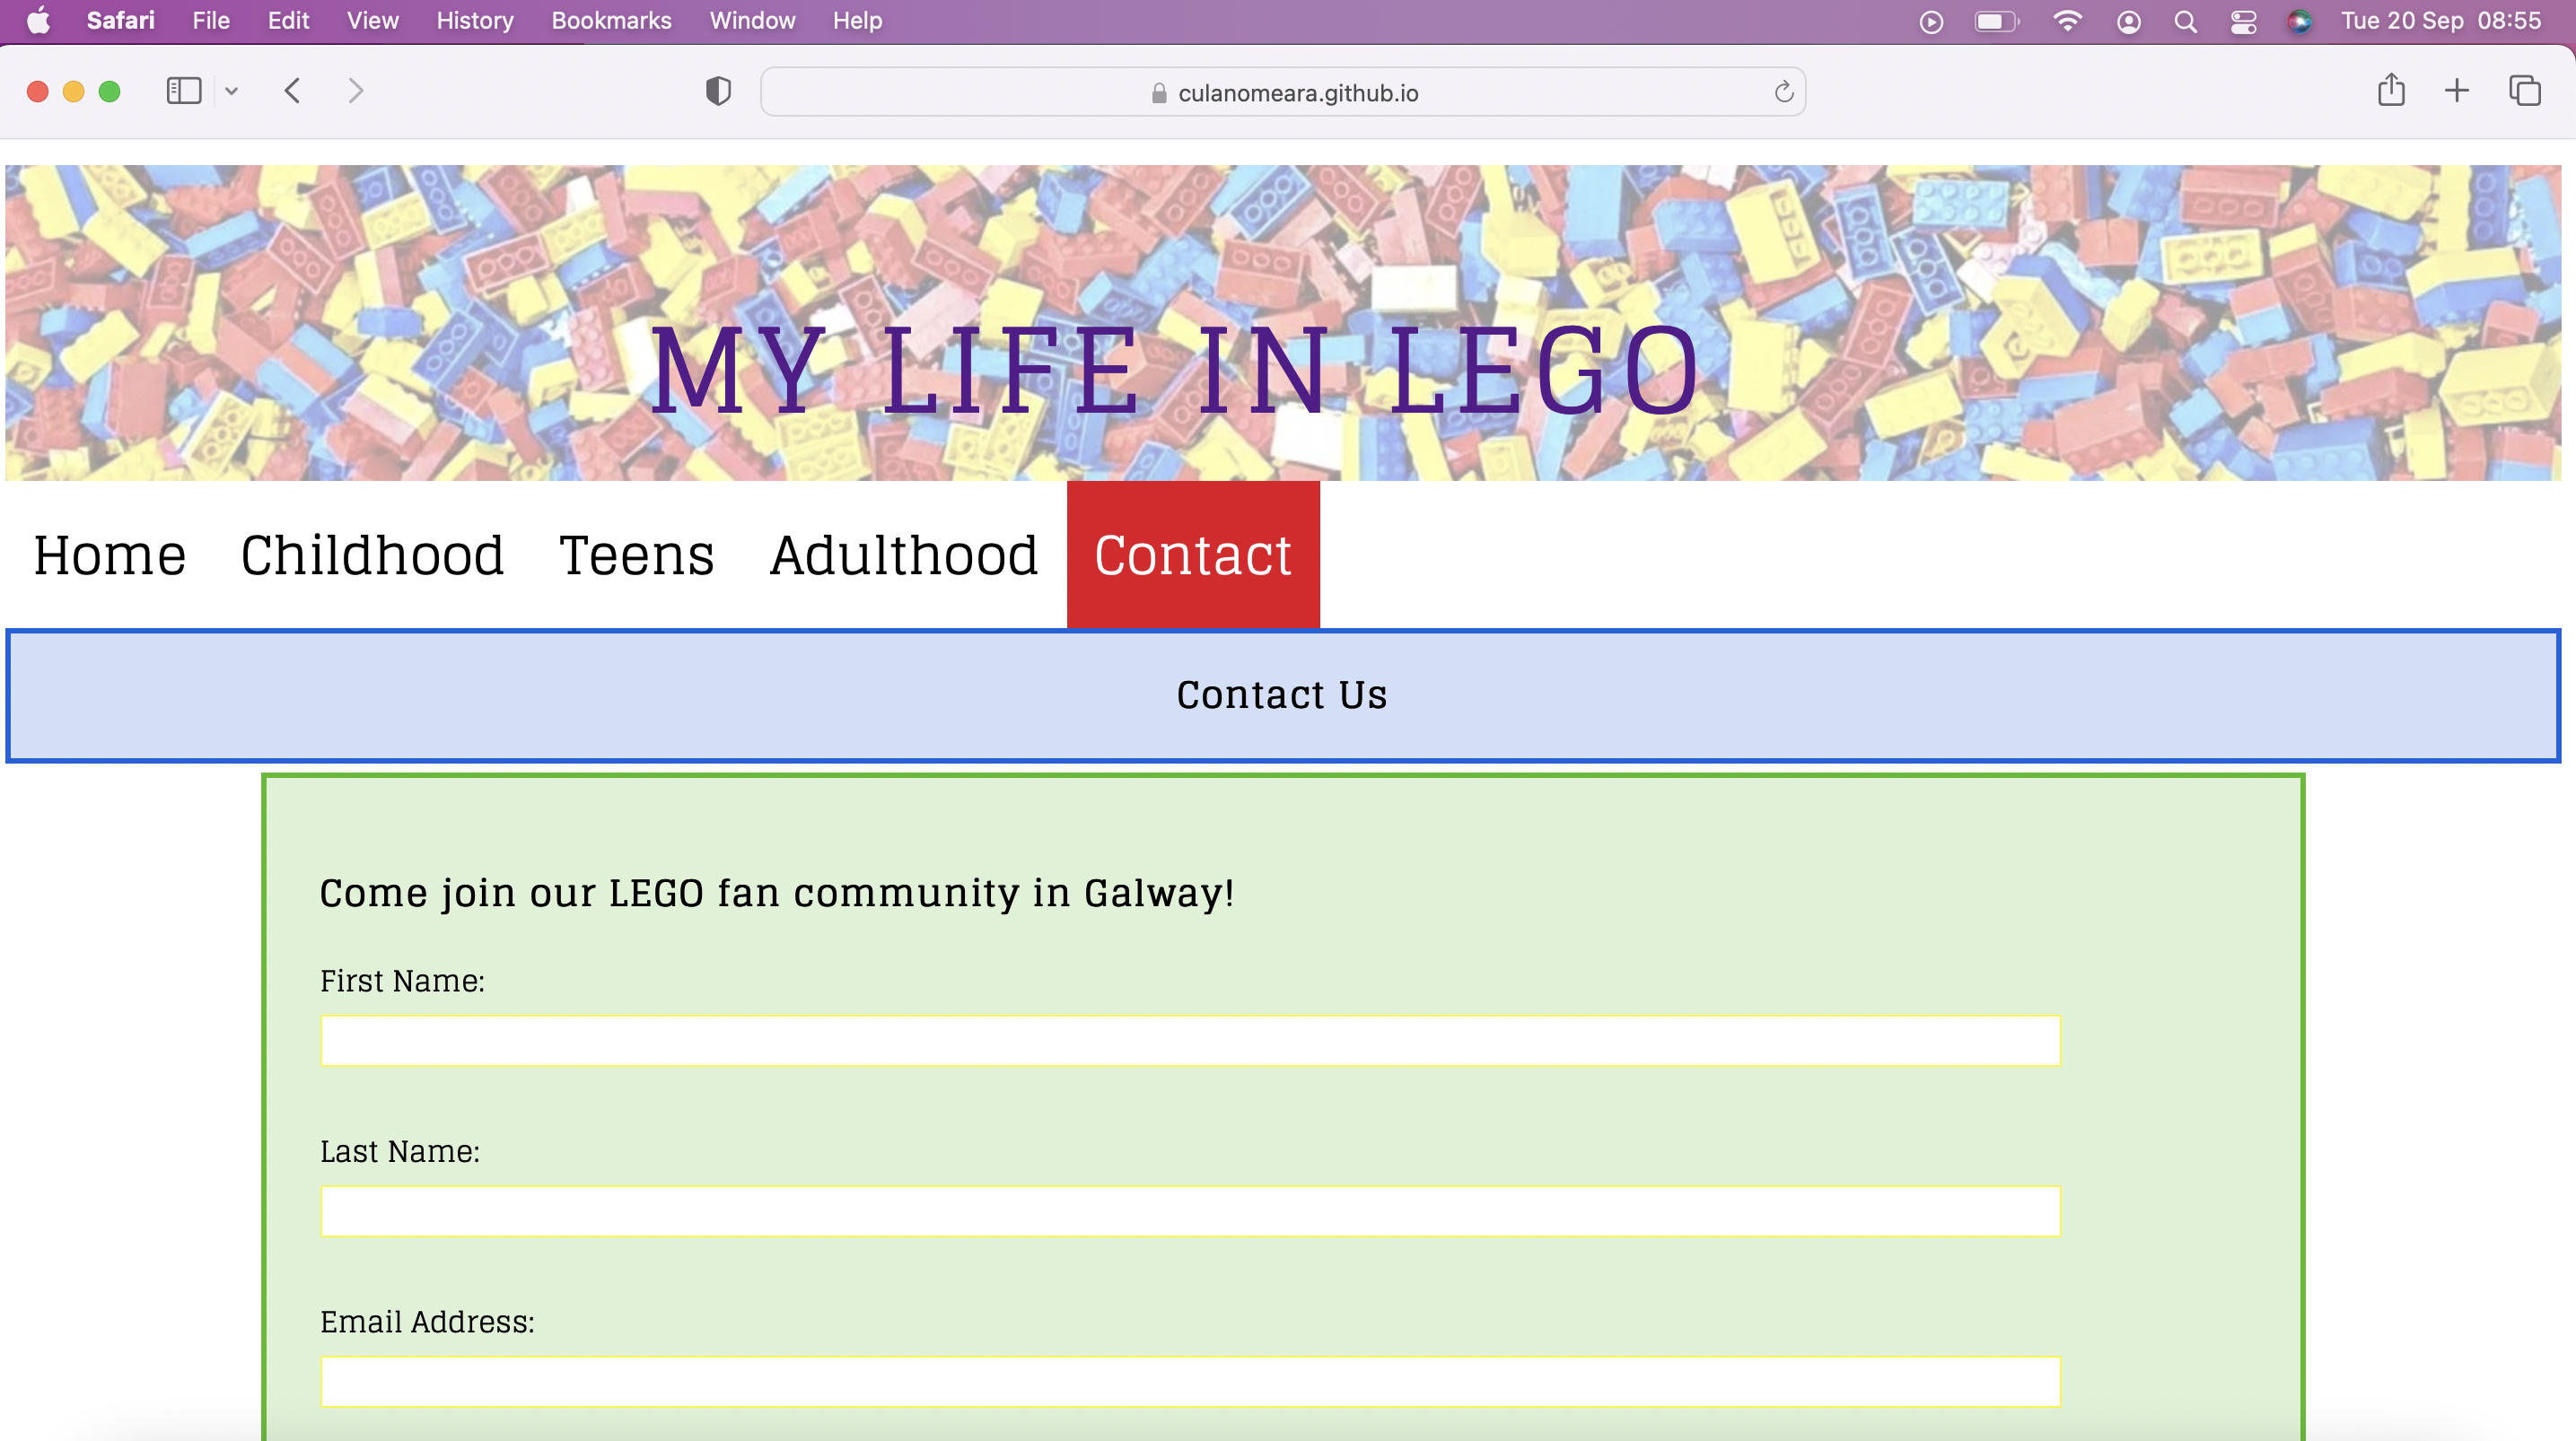 Safari File Edit View History Bookmarks Window Help Tue 20 Sep 08:55
culanomeara.github.io
MY LIFE IN LEGO
Home Childhood Teens Adulthood Contact
Contact Us
Come join our LEGO fan community in Galway!
First Name:
Last Name:
Email Address: